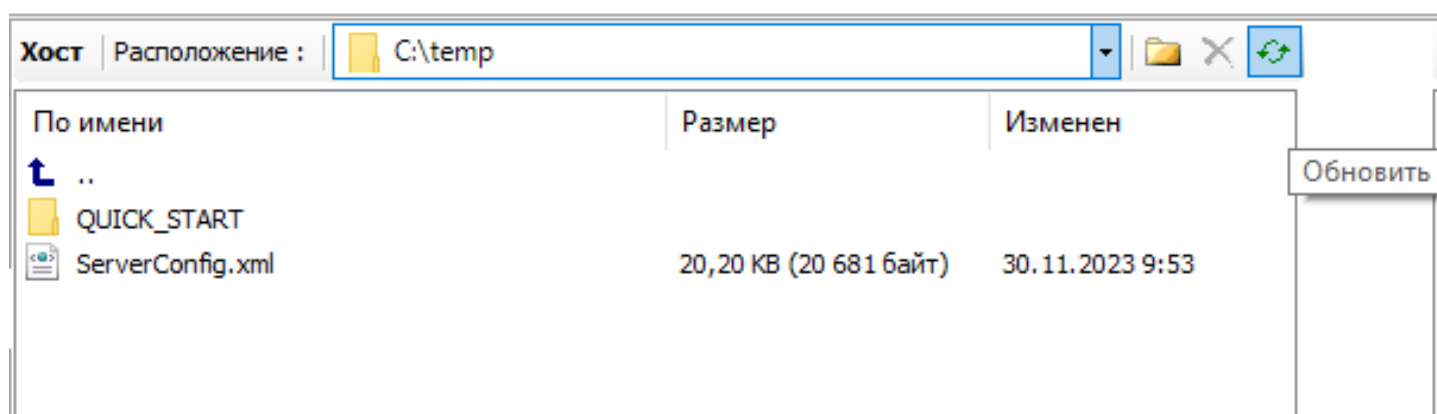 Хост Расположение : C:\temp
По имени Размер Изменен
..
Обновить
QUICK_START
ServerConfig.xml 20,20 KB (20 681 байт) 30.11.2023 9:53